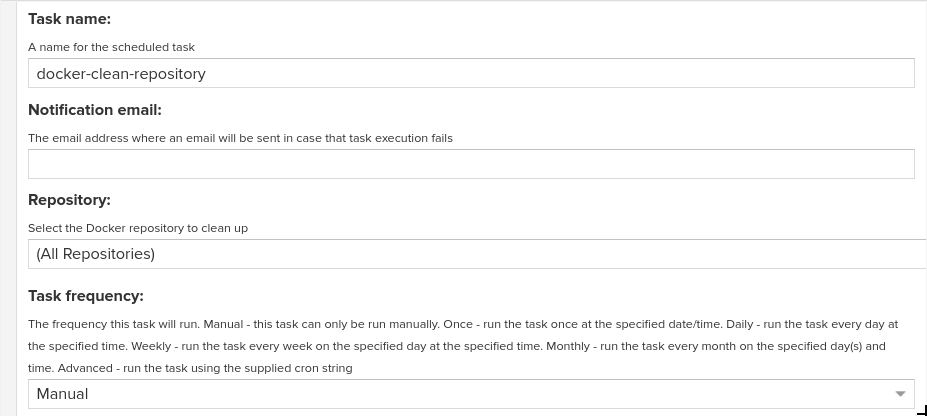 Task name:
A name for the scheduled task
docker-clean-repository
Notification email:
The email address where an email will be sent in case that task execution fails
Repository:
Select the Docker repository to clean up
(All Repositories)
Task frequency:
The frequency this task will run. Manual - this task can only be run manually. Once - run the task once at the specified date/time. Daily - run the task every day at
the specified time. Weekly - run the task every week on the specified day at the specified time. Monthly - run the task every month on the specified day(s) and
time. Advanced - run the task using the supplied cron string
Manual